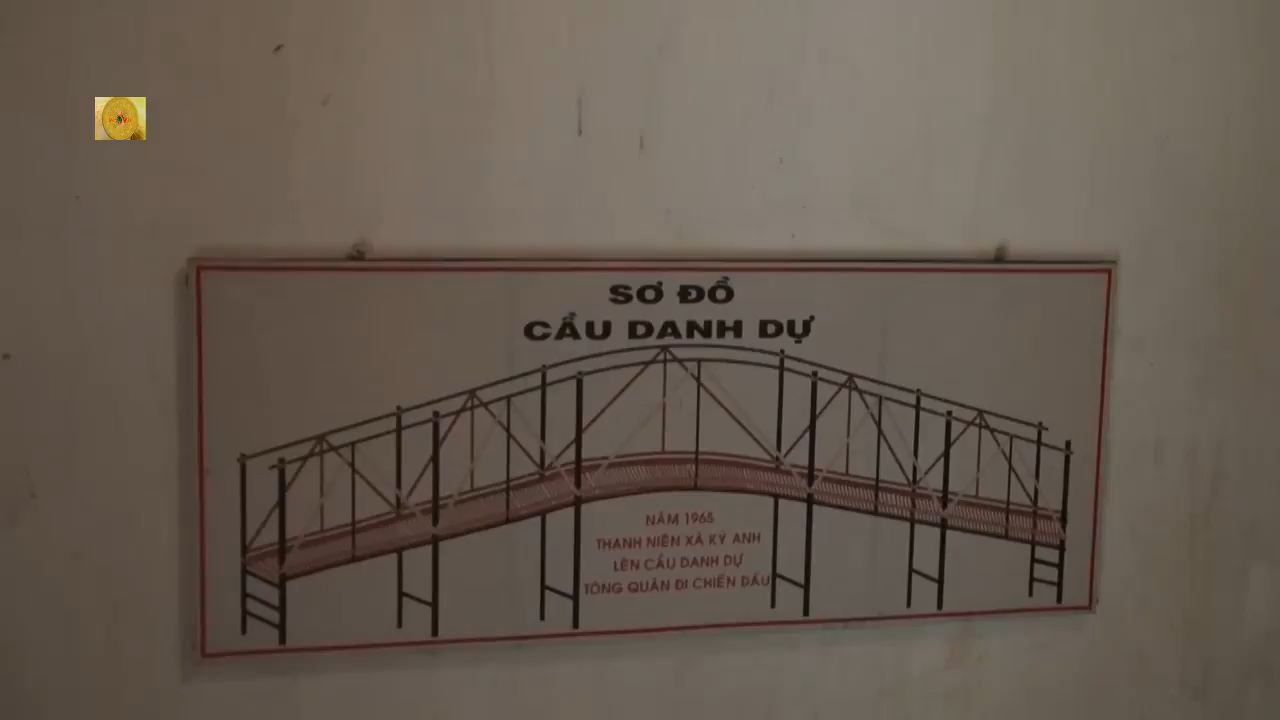 SƠ ĐỒ
CẦU DANH DỰ
NĂM 1965
THANH NIÊN XÃ KỲ ANH
LÊN CẦU DANH DỰ
TÒNG QUÂN ĐI CHIẾN ĐẤU